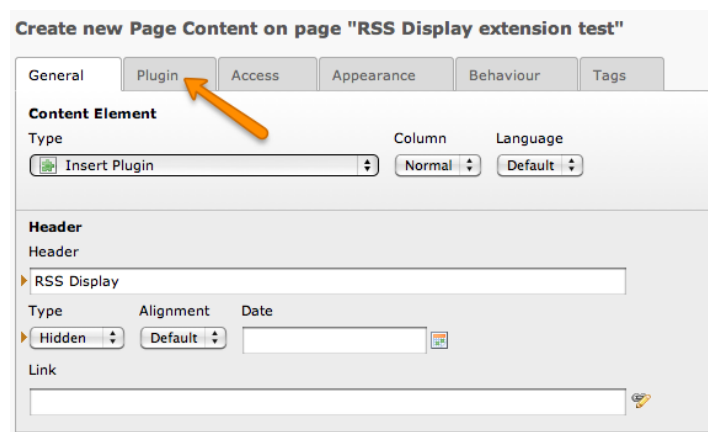 Create new Page Content on page "RSS Display extension test"
General Plugin Access Appearance Behaviour Tags
Content Element
Type Column Language
Insert Plugin Normal Default
Header
Header
RSS Display
Type Alignment Date
Hidden Default
Link